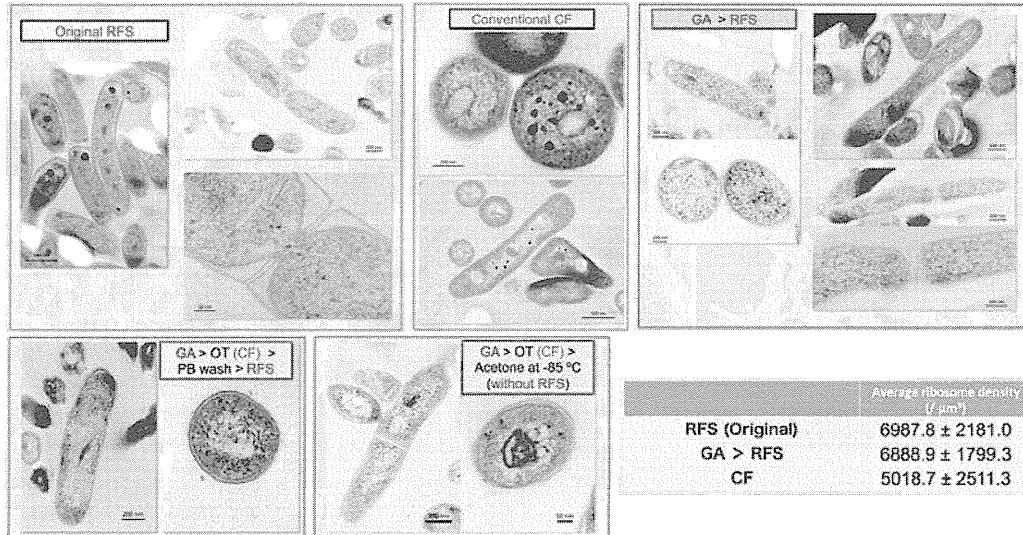 Original RFS
Conventional CF
GA > RFS
GA > OT (CF) >
PB wash > RFS
GA > OT (CF) >
Acetone at -85 ºC
(without RFS)
200 nm
Average ribosome density
(/ μm³)
RFS (Original) 6987.8 ± 2181.0
GA > RFS 6888.9 ± 1799.3
CF 5018.7 ± 2511.3